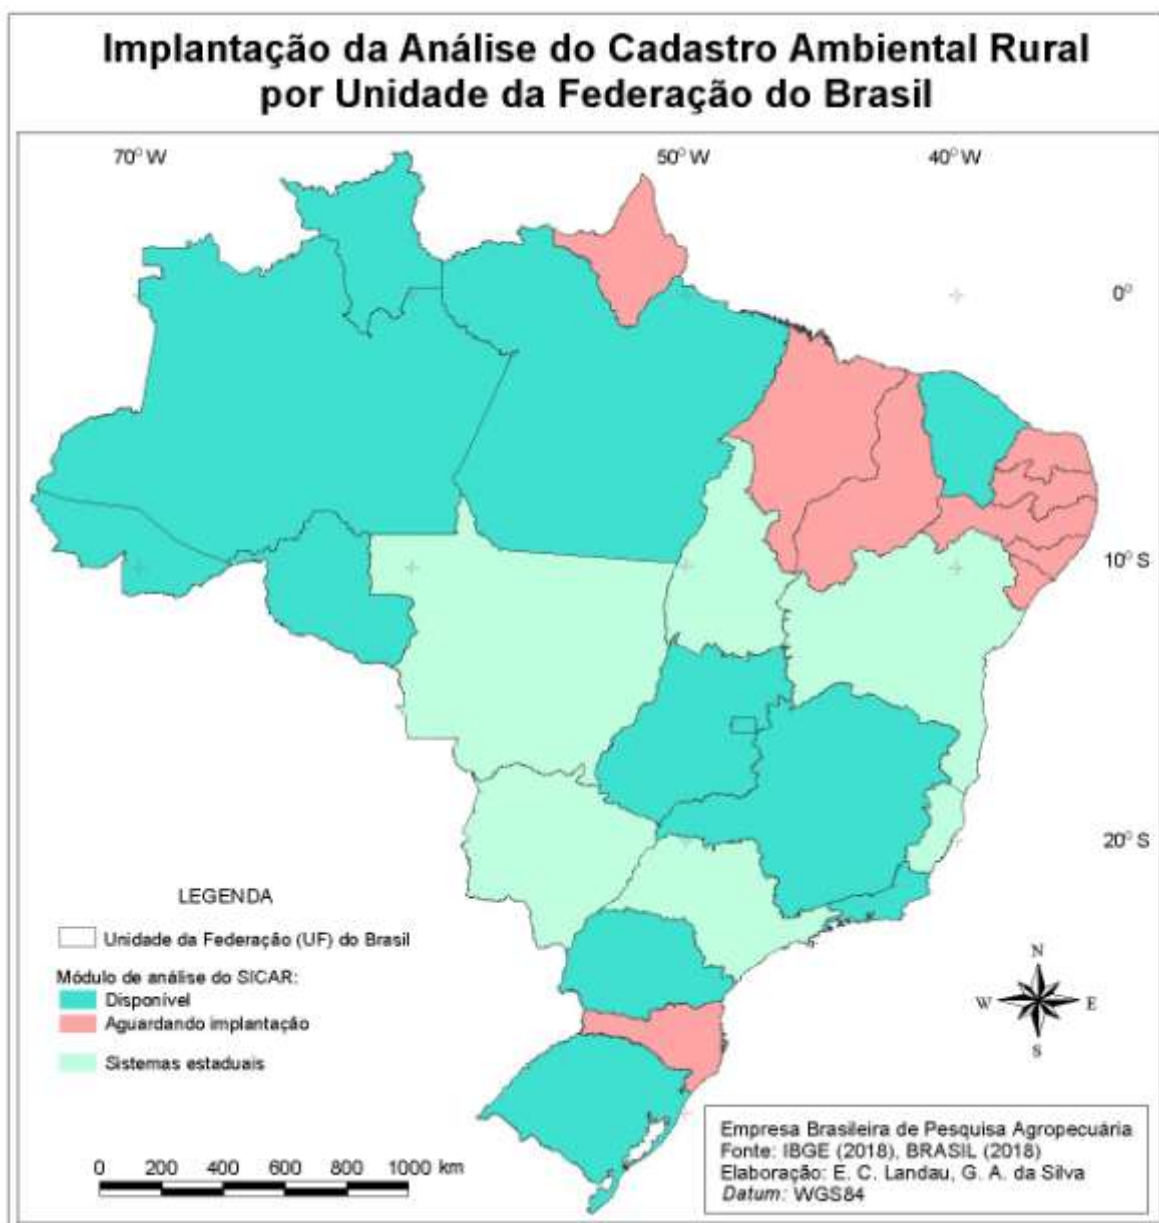 Implantação da Análise do Cadastro Ambiental Rural
por Unidade da Federação do Brasil
70° W
50° W
40° W
0°
10° S
20° S
LEGENDA
Unidade da Federação (UF) do Brasil
Módulo de análise do SICAR:
Disponível
Aguardando implantação
Sistemas estaduais
N
W
E
S
0 200 400 600 800 1000 km
Empresa Brasileira de Pesquisa Agropecuária
Fonte: IBGE (2018), BRASIL (2018)
Elaboração: E. C. Landau, G. A. da Silva
Datum: WGS84